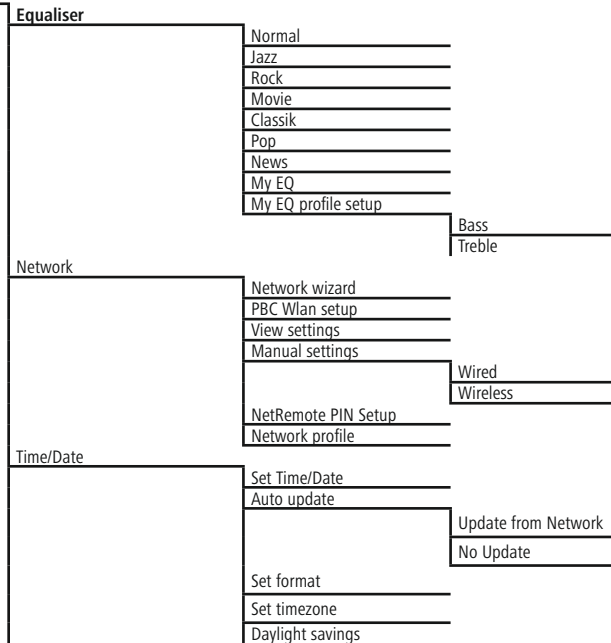 Equaliser
Normal
Jazz
Rock
Movie
Classik
Pop
News
My EQ
My EQ profile setup
Bass
Treble
Network
Network wizard
PBC Wlan setup
View settings
Manual settings
Wired
Wireless
NetRemote PIN Setup
Network profile
Time/Date
Set Time/Date
Auto update
Update from Network
No Update
Set format
Set timezone
Daylight savings